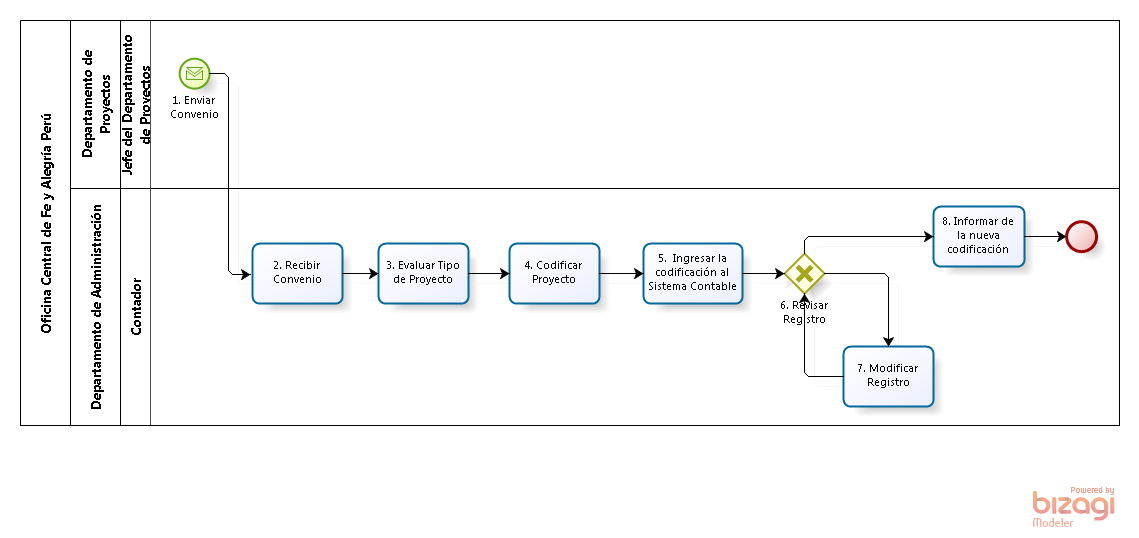 Oficina Central de Fe y Alegría Perú
Departamento de
Proyectos
Jefe del Departamento
de Proyectos
1. Enviar
Convenio
Departamento de Administración
Contador
2. Recibir
Convenio
3. Evaluar Tipo
de Proyecto
4. Codificar
Proyecto
5. Ingresar la
codificación al
Sistema Contable
6. Revisar
Registro
7. Modificar
Registro
8. Informar de
la nueva
codificación
Powered by
bizagi
Modeler